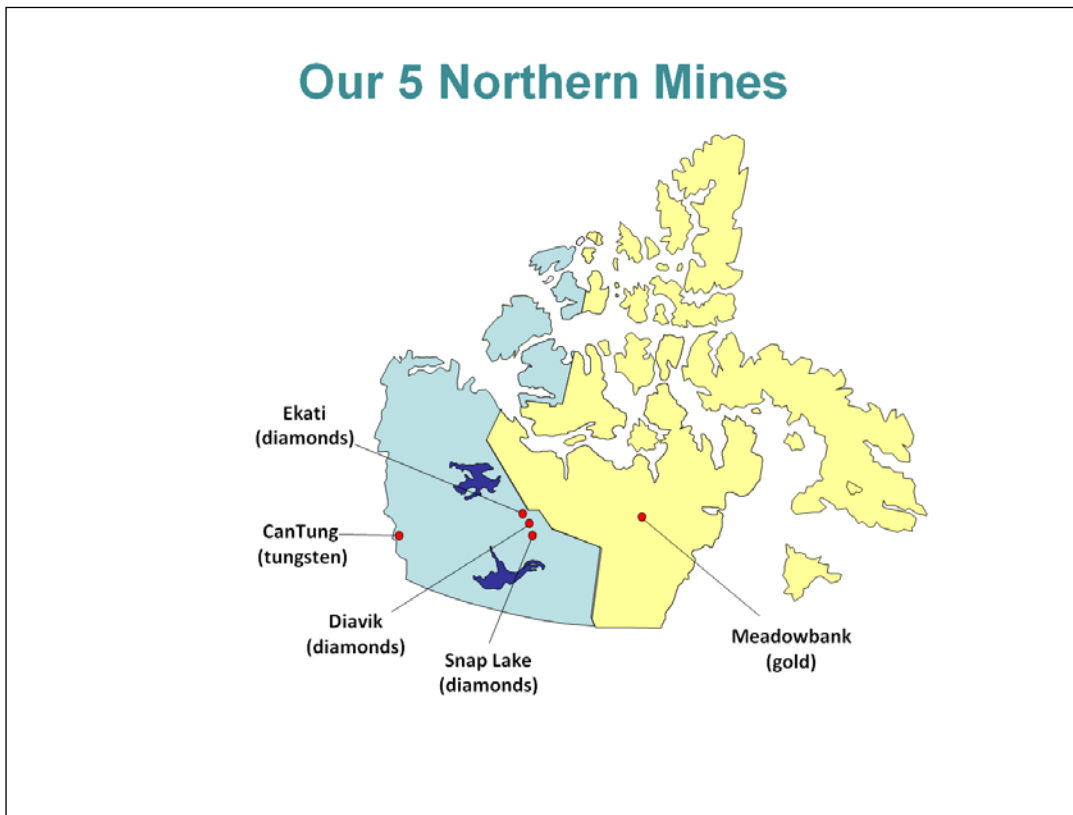 Our 5 Northern Mines
Ekati
(diamonds)
CanTung
(tungsten)
Diavik
(diamonds)
Snap Lake
(diamonds)
Meadowbank
(gold)